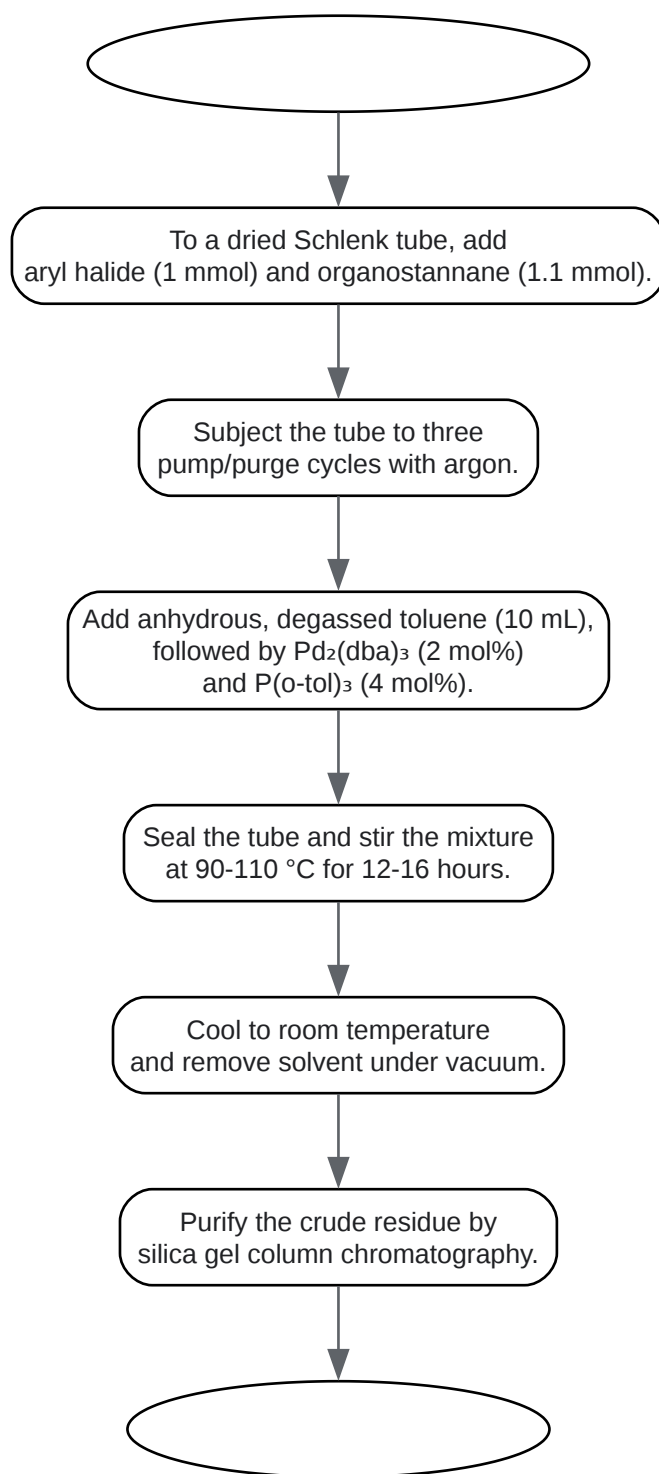 To a dried Schlenk tube, add
aryl halide (1 mmol) and organostannane (1.1 mmol).
Subject the tube to three
pump/purge cycles with argon.
Add anhydrous, degassed toluene (10 mL),
followed by Pd₂(dba)₃ (2 mol%)
and P(o-tol)₃ (4 mol%).
Seal the tube and stir the mixture
at 90-110 °C for 12-16 hours.
Cool to room temperature
and remove solvent under vacuum.
Purify the crude residue by
silica gel column chromatography.